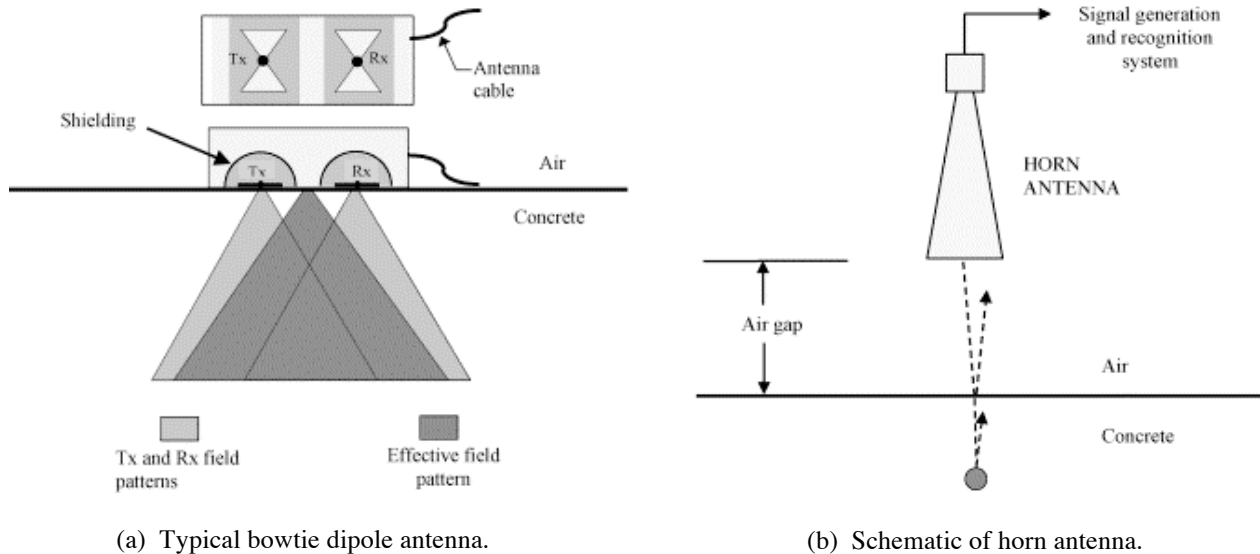 Tx
Rx
Antenna
cable
Shielding
Tx
Rx
Air
Concrete
Tx and Rx field
patterns
Effective field
pattern
(a) Typical bowtie dipole antenna.
Signal generation
and recognition
system
HORN
ANTENNA
Air gap
Air
Concrete
(b) Schematic of horn antenna.